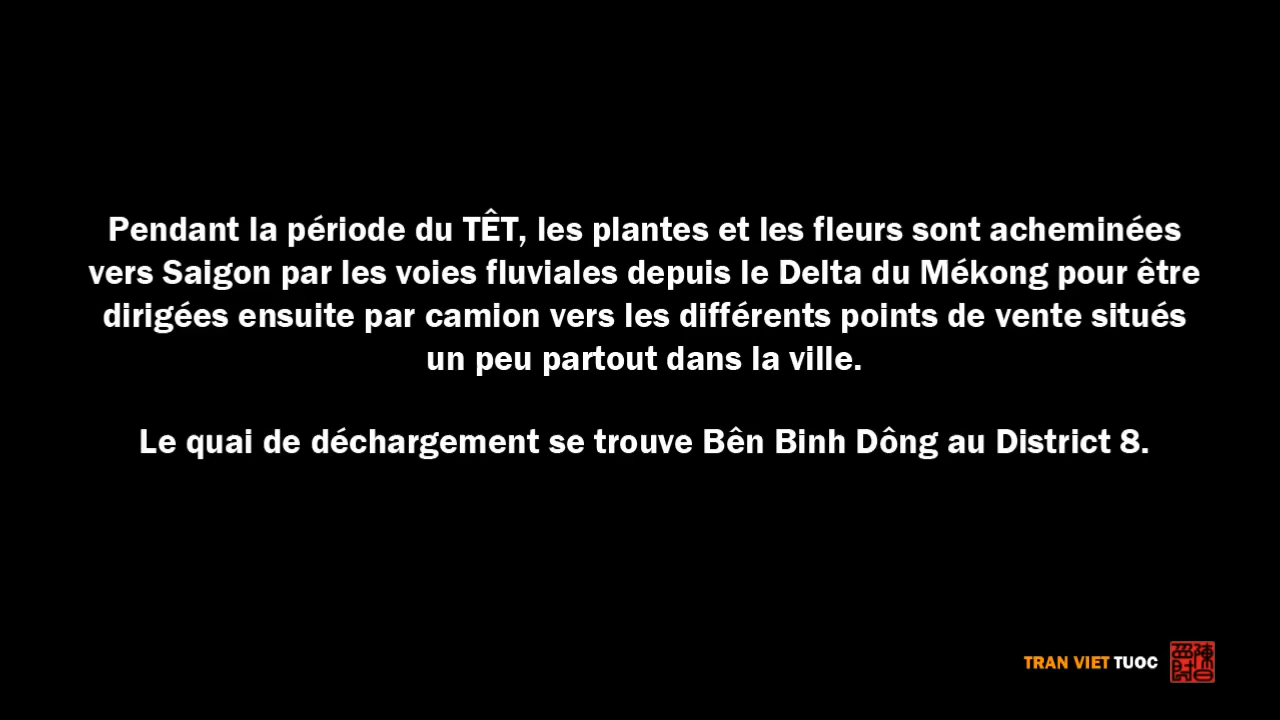 Pendant la période du TÊT, les plantes et les fleurs sont acheminées
vers Saigon par les voies fluviales depuis le Delta du Mékong pour être
dirigées ensuite par camion vers les différents points de vente situés
un peu partout dans la ville.
Le quai de déchargement se trouve Bên Binh Dông au District 8.
TRAN VIET TUOC